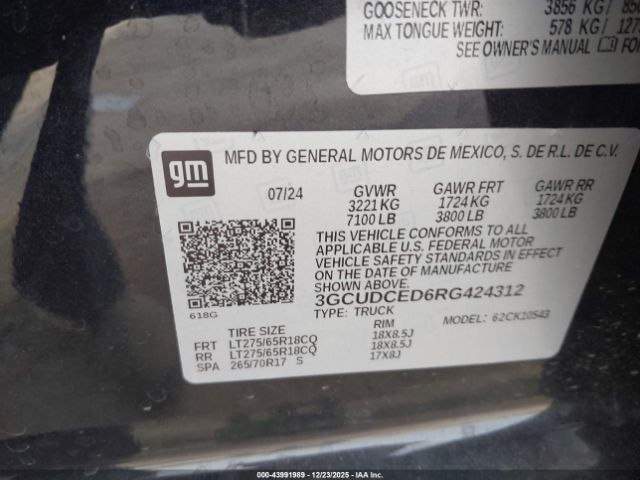 GOOSENECK TWR: 3856 KG /
MAX TONGUE WEIGHT: 578 KG /
SEE OWNER'S MANUAL FO
gm
MFD BY GENERAL MOTORS DE MEXICO, S. DE R.L. DE C.V.
07/24 GVWR GAWR FRT GAWR RR
3221 KG 1724 KG 1724 KG
7100 LB 3800 LB 3800 LB
THIS VEHICLE CONFORMS TO ALL
APPLICABLE U.S. FEDERAL MOTOR
VEHICLE SAFETY STANDARDS IN
EFFECT ON THE DATE OF MANUFACTURE
SHOWN ABOVE.
3GCUDCED6RG424312
618G
TYPE: TRUCK MODEL: 62CK10543
TIRE SIZE RIM
FRT LT275/65R18CQ 18X8.5J
RR LT275/65R18CQ 18X8.5J
SPA 265/70R17 S 17X8J
000-43991989 | 12/23/2025 - IAAI, Inc.